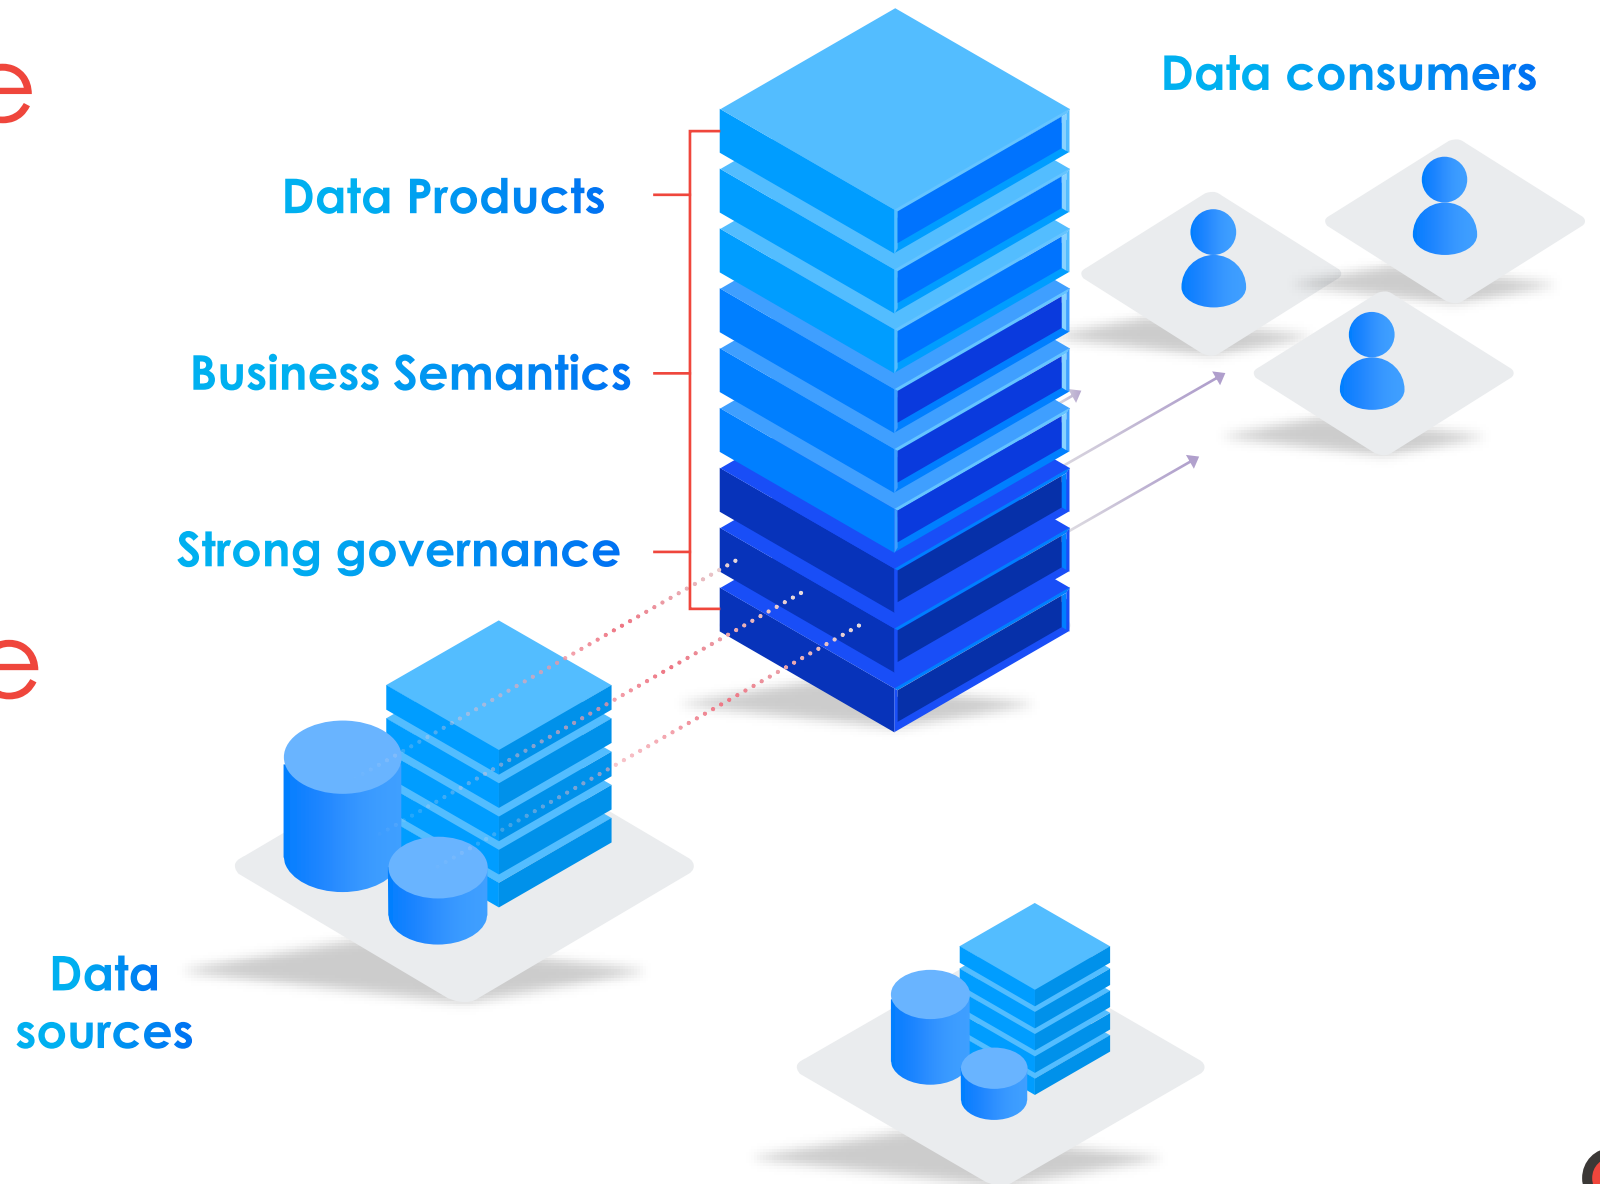 e
Data consumers
Data Products
Business Semantics
Strong governance
e
Data
sources